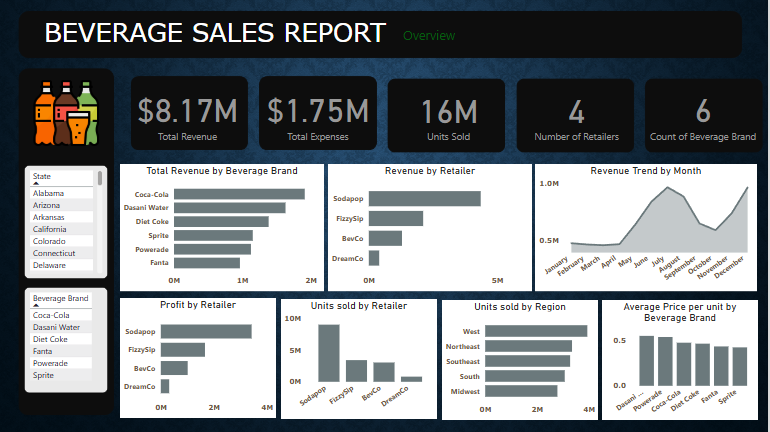 BEVERAGE SALES REPORT Overview
$8.17M
Total Revenue
$1.75M
Total Expenses
16M
Units Sold
4
Number of Retailers
6
Count of Beverage Brand
State
Alabama
Arizona
Arkansas
California
Colorado
Connecticut
Delaware
Beverage Brand
Coca-Cola
Dasani Water
Diet Coke
Fanta
Powerade
Sprite
Total Revenue by Beverage Brand
Coca-Cola
Dasani Water
Diet Coke
Sprite
Powerade
Fanta
0M 1M 2M
Revenue by Retailer
Sodapop
FizzySip
BevCo
DreamCo
0M 5M
Revenue Trend by Month
1.0M
0.5M
January February March April May June July August September October November December
Profit by Retailer
Sodapop
FizzySip
BevCo
DreamCo
0M 2M 4M
Units sold by Retailer
10M
5M
0M
Sodapop FizzySip BevCo DreamCo
Units sold by Region
West
Northeast
Southeast
South
Midwest
0M 2M 4M
Average Price per unit by
Beverage Brand
0.5
0.0
Dasani ... Powerade Coca-Cola Diet Coke Fanta Sprite